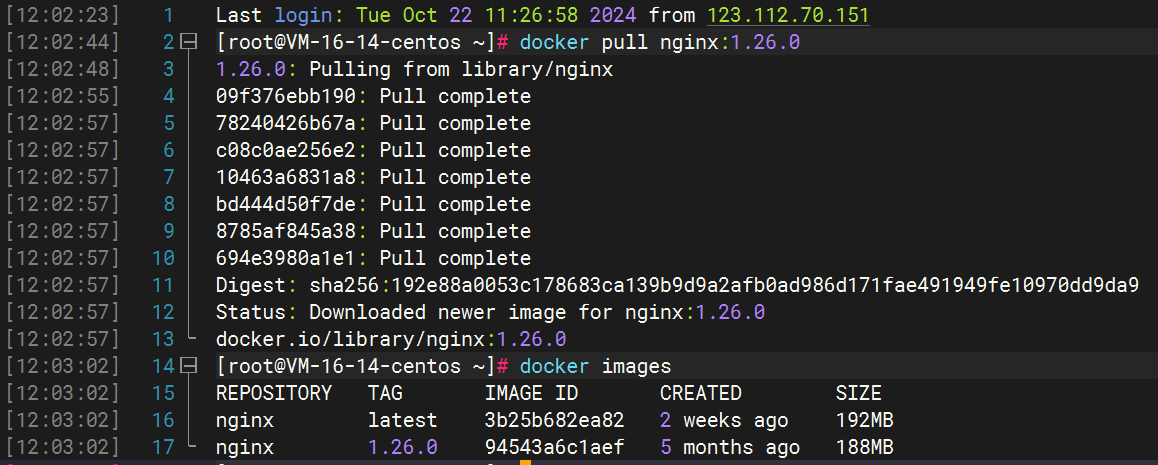 [12:02:23] 1 Last login: Tue Oct 22 11:26:58 2024 from 123.112.70.151
[12:02:44] 2 [root@VM-16-14-centos ~]# docker pull nginx:1.26.0
[12:02:48] 3 1.26.0: Pulling from library/nginx
[12:02:55] 4 09f376ebb190: Pull complete
[12:02:57] 5 78240426b67a: Pull complete
[12:02:57] 6 c08c0ae256e2: Pull complete
[12:02:57] 7 10463a6831a8: Pull complete
[12:02:57] 8 bd444d50f7de: Pull complete
[12:02:57] 9 8785af845a38: Pull complete
[12:02:57] 10 694e3980a1e1: Pull complete
[12:02:57] 11 Digest: sha256:192e88a0053c178683ca139b9d9a2afb0ad986d171fae491949fe10970dd9da9
[12:02:57] 12 Status: Downloaded newer image for nginx:1.26.0
[12:02:57] 13 docker.io/library/nginx:1.26.0
[12:03:02] 14 [root@VM-16-14-centos ~]# docker images
[12:03:02] 15 REPOSITORY TAG IMAGE ID CREATED SIZE
[12:03:02] 16 nginx latest 3b25b682ea82 2 weeks ago 192MB
[12:03:02] 17 nginx 1.26.0 94543a6c1aef 5 months ago 188MB